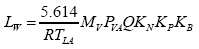 L_W = 5.614 / RT_LA M_V P_VA Q K_N K_P K_B